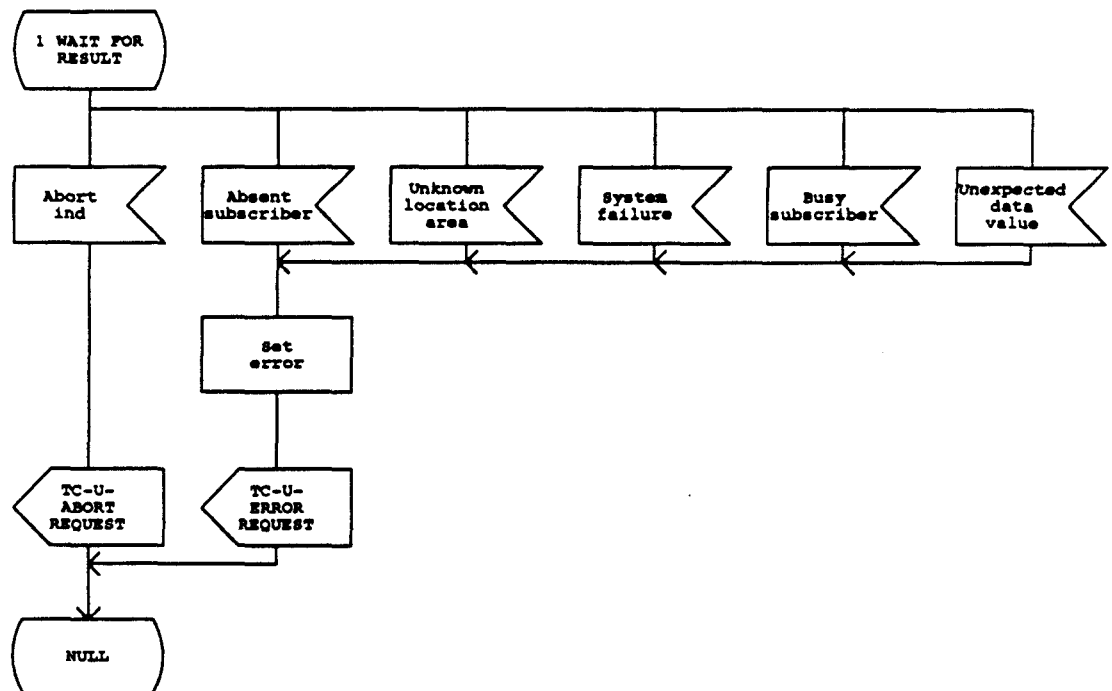 1 WAIT FOR
RESULT
Abort
ind
Absent
subscriber
Unknown
location
area
System
failure
Busy
subscriber
Unexpected
data
value
Set
error
TC-U-
ABORT
REQUEST
TC-U-
ERROR
REQUEST
NULL